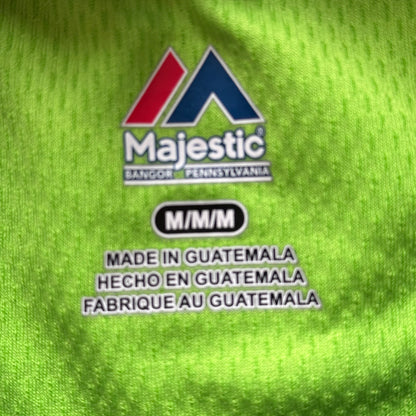 Majestic®
BANGOR PENNSYLVANIA
M/M/M
MADE IN GUATEMALA
HECHO EN GUATEMALA
FABRIQUE AU GUATEMALA